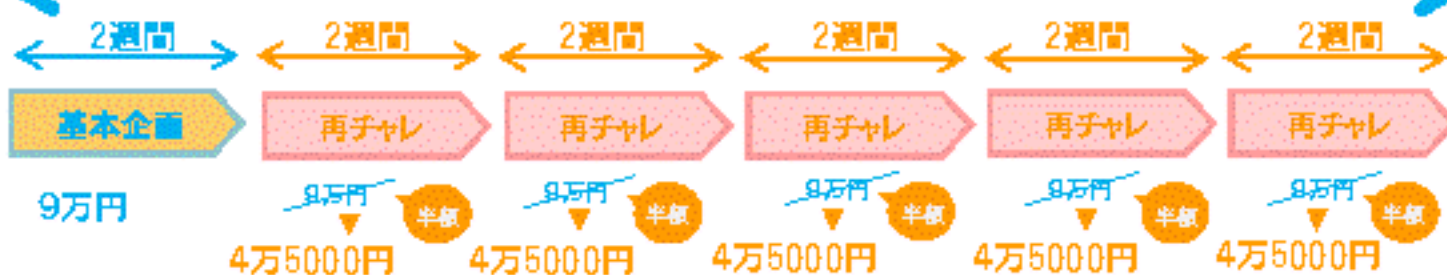 2週間 2週間 2週間 2週間 2週間 2週間
基本企画 再チャレ 再チャレ 再チャレ 再チャレ 再チャレ
9万円 9万円 半額 9万円 半額 9万円 半額 9万円 半額 9万円 半額
4万5000円 4万5000円 4万5000円 4万5000円 4万5000円